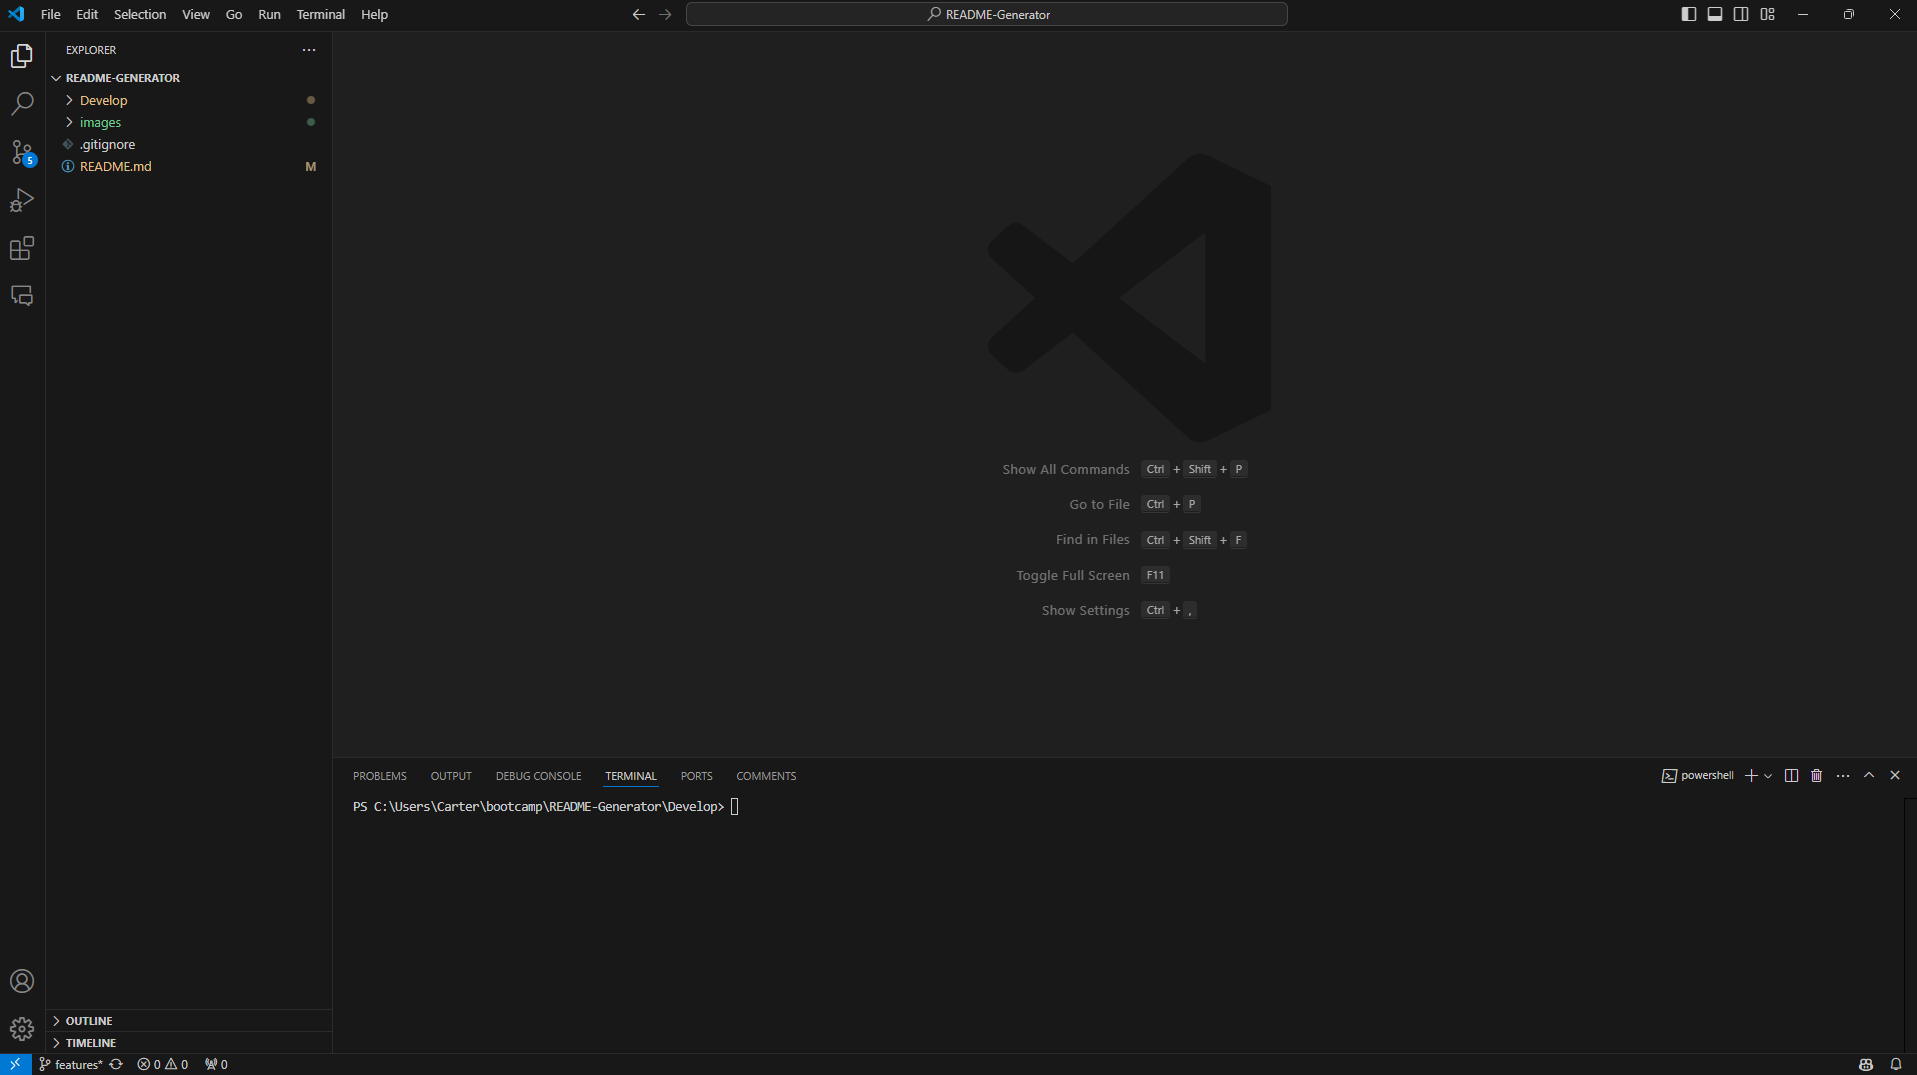 File Edit Selection View Go Run Terminal Help
README-Generator
EXPLORER
README-GENERATOR
Develop
images
.gitignore
README.md M
5
Show All Commands Ctrl + Shift + P
Go to File Ctrl + P
Find in Files Ctrl + Shift + F
Toggle Full Screen F11
Show Settings Ctrl + ,
PROBLEMS OUTPUT DEBUG CONSOLE TERMINAL PORTS COMMENTS
powershell
PS C:\Users\Carter\bootcamp\README-Generator\Develop>
OUTLINE
TIMELINE
features* 0 0 0